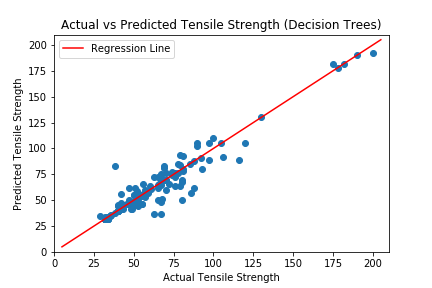 Actual vs Predicted Tensile Strength (Decision Trees)
Regression Line
200
175
150
125
100
75
50
25
0
Predicted Tensile Strength
0 25 50 75 100 125 150 175 200
Actual Tensile Strength